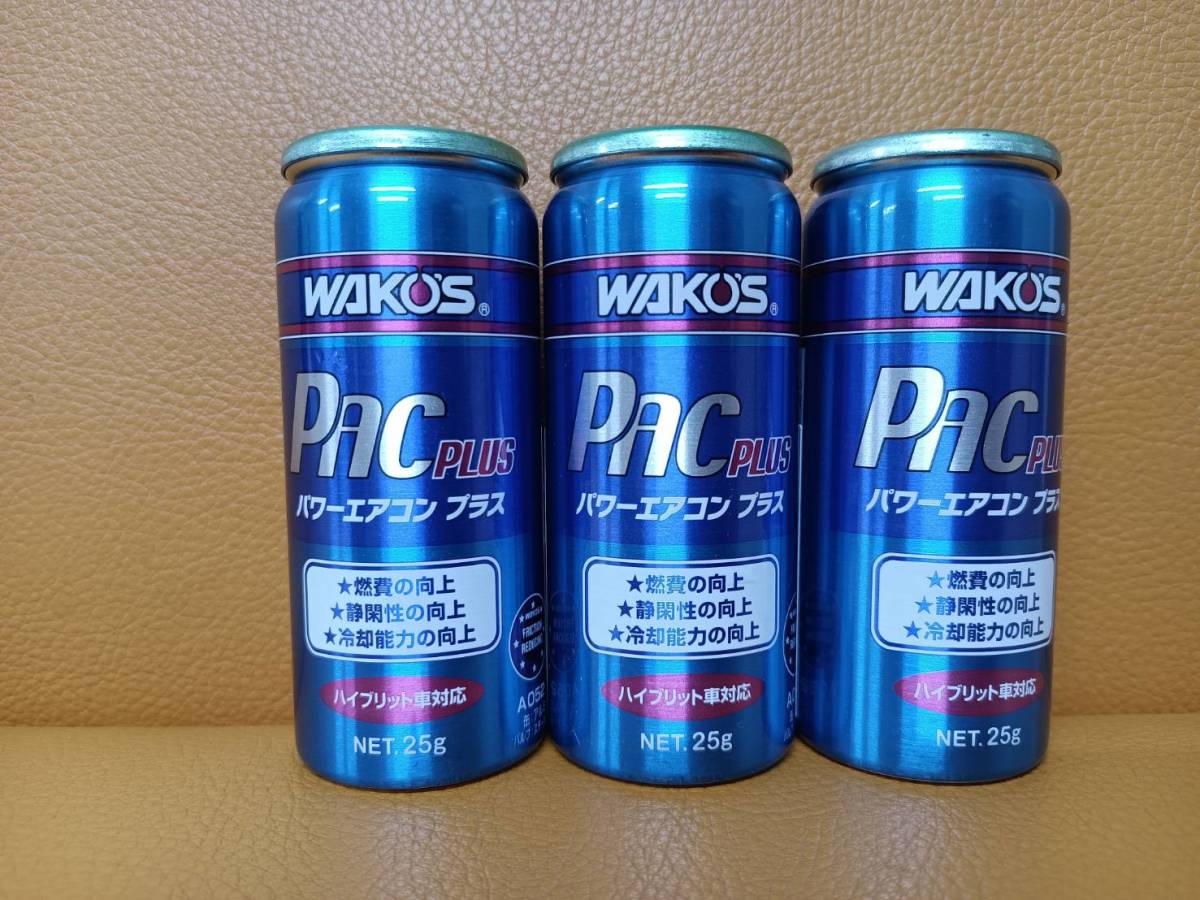 WAKO'S®
PAC PLUS
パワーエアコン プラス
★燃費の向上
★静閑性の向上
★冷却能力の向上
ハイブリット車対応
NET. 25g
FRICTION
A052
缶 アル
WAKO'S®
PAC PLUS
パワーエアコン プラス
★燃費の向上
★静閑性の向上
★冷却能力の向上
ハイブリット車対応
NET. 25g
WAKO'S
PAC PLU
パワーエアコン プラス
★燃費の向上
★静閑性の向上
★冷却能力の向上
ハイブリット車対応
NET. 25g